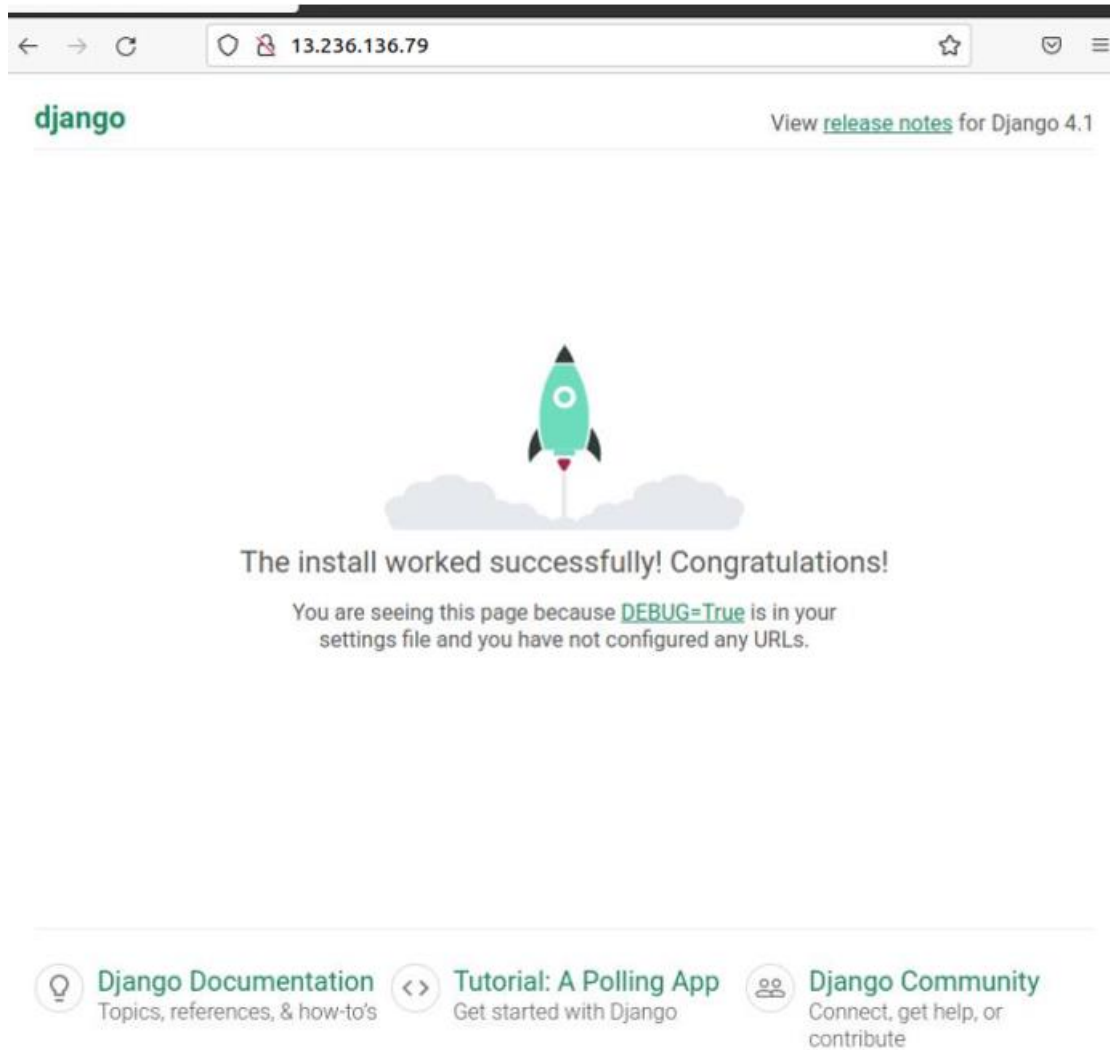 13.236.136.79
django
View release notes for Django 4.1
The install worked successfully! Congratulations!
You are seeing this page because DEBUG=True is in your
settings file and you have not configured any URLs.
Django Documentation
Topics, references, & how-to's
Tutorial: A Polling App
Get started with Django
Django Community
Connect, get help, or
contribute